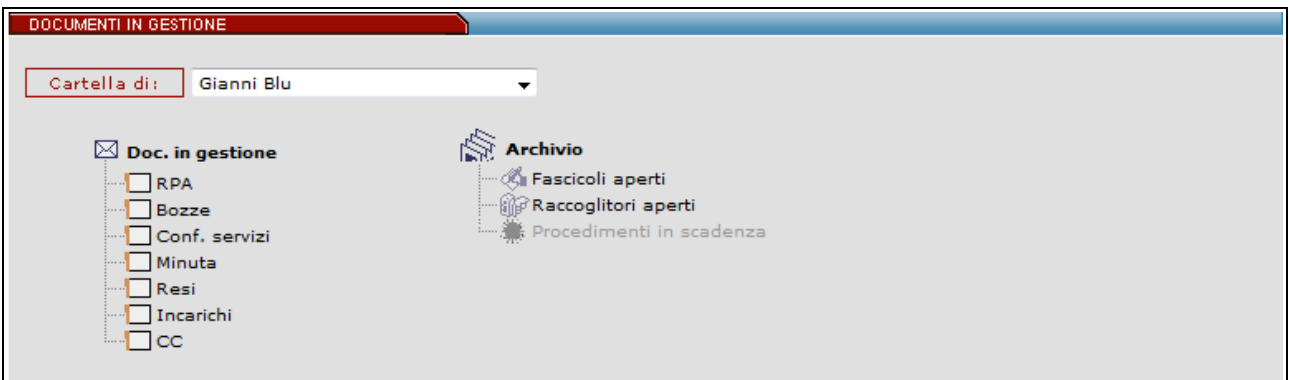 DOCUMENTI IN GESTIONE
Cartella di: Gianni Blu
Doc. in gestione
RPA
Bozze
Conf. servizi
Minuta
Resi
Incarichi
CC
Archivio
Fascicoli aperti
Raccoglitori aperti
Procedimenti in scadenza